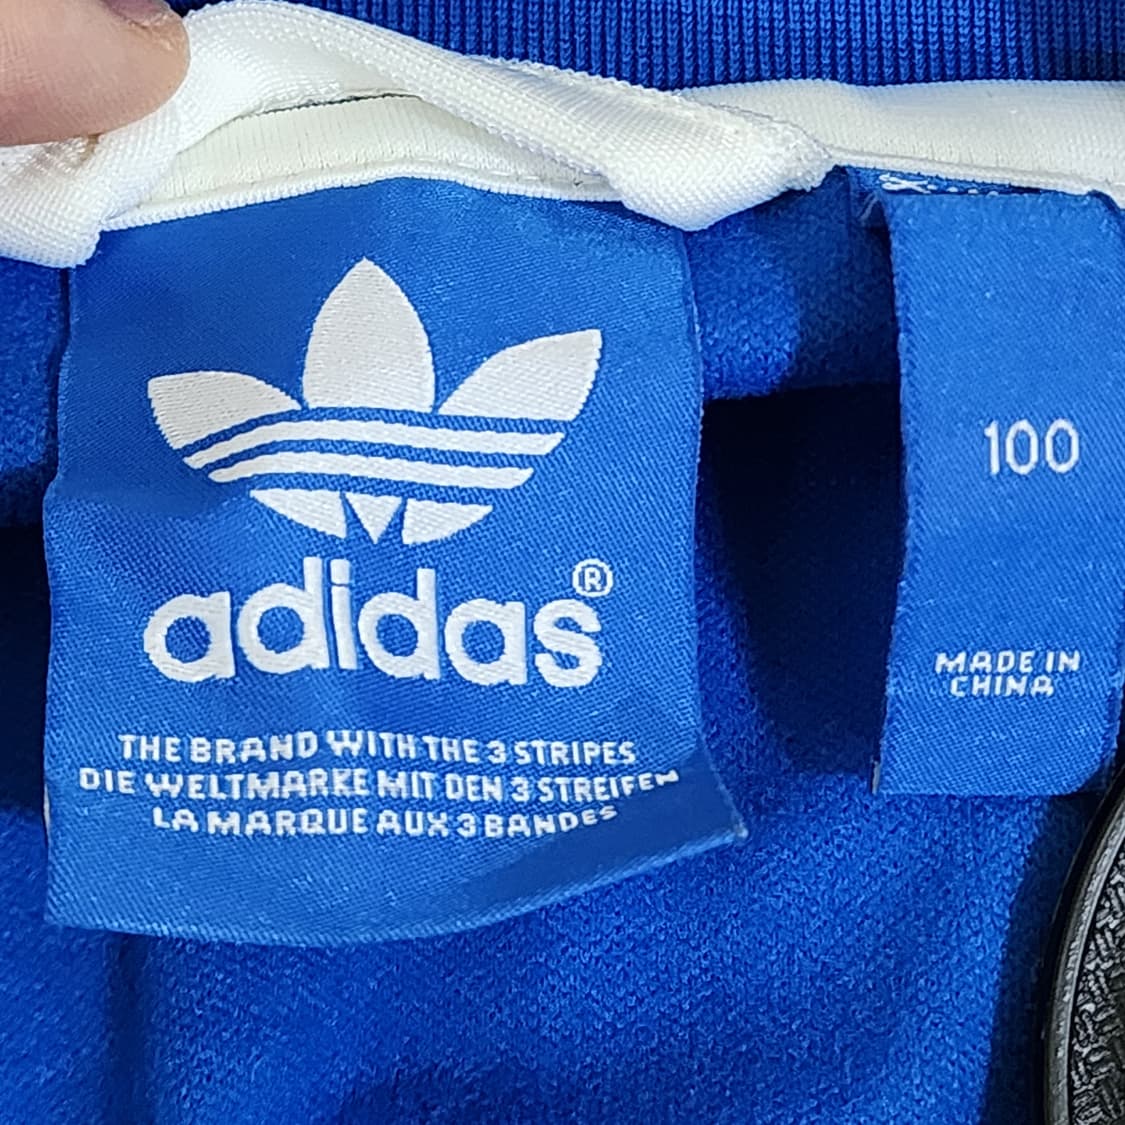 adidas®
THE BRAND WITH THE 3 STRIPES
DIE WELTMARKE MIT DEN 3 STREIFEN
LA MARQUE AUX 3 BANDES
100
MADE IN
CHINA